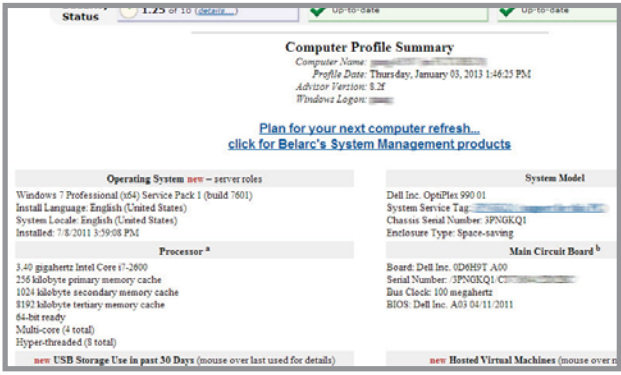 Status
1.25 of 10 (details...)
Up-to-date
Up-to-date
Computer Profile Summary
Computer Name:
Profile Date: Thursday, January 03, 2013 1:46:25 PM
Advisor Version: 8.2f
Windows Logon:
Plan for your next computer refresh...
click for Belarc's System Management products
Operating System new – server roles
Windows 7 Professional (x64) Service Pack 1 (build 7601)
Install Language: English (United States)
System Locale: English (United States)
Installed: 7/8/2011 3:59:08 PM
System Model
Dell Inc. OptiPlex 990 01
System Service Tag:
Chassis Serial Number: 3PNGKQ1
Enclosure Type: Space-saving
Processor a
3.40 gigahertz Intel Core i7-2600
256 kilobyte primary memory cache
1024 kilobyte secondary memory cache
8192 kilobyte tertiary memory cache
64-bit ready
Multi-core (4 total)
Hyper-threaded (8 total)
Main Circuit Board b
Board: Dell Inc. 0D6H9T A00
Serial Number: /3PNGKQ1/
Bus Clock: 100 megahertz
BIOS: Dell Inc. A03 04/11/2011
new USB Storage Use in past 30 Days (mouse over last used for details)
new Hosted Virtual Machines (mouse over